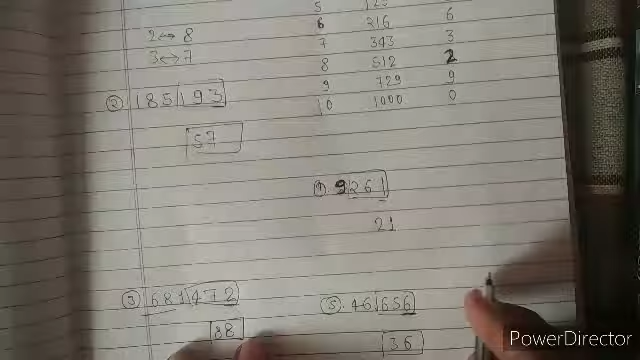 2↔8
3↔7
5 125
6 216 6
7 343 3
8 512 2
9 729 9
10 1000 0
② 185193
57
④ 9261
21
③ 681472
88
⑤ 46656
36
PowerDirector